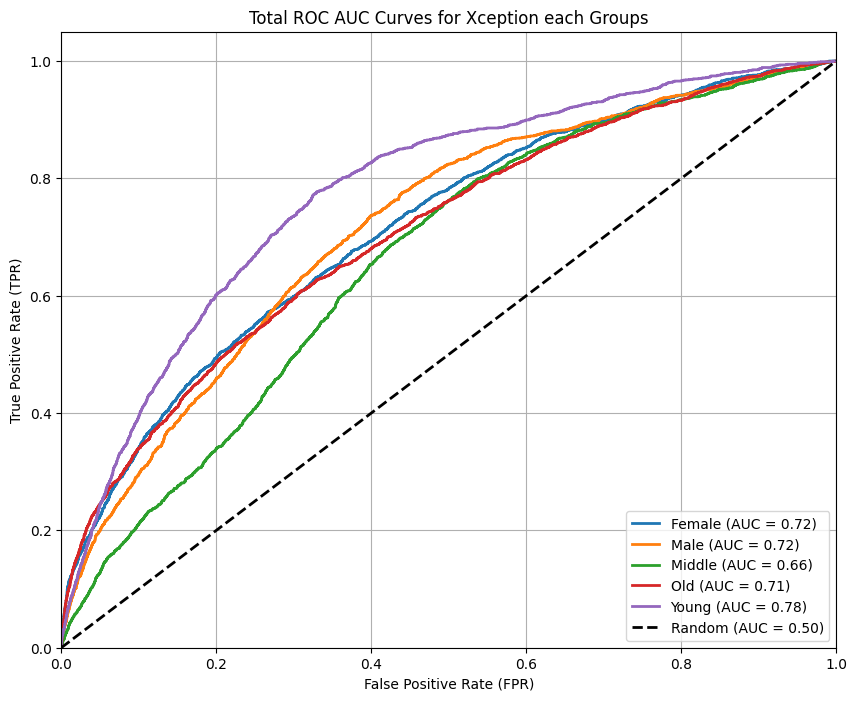 Total ROC AUC Curves for Xception each Groups
True Positive Rate (TPR)
1.0
0.8
0.6
0.4
0.2
0.0
Female (AUC = 0.72)
Male (AUC = 0.72)
Middle (AUC = 0.66)
Old (AUC = 0.71)
Young (AUC = 0.78)
Random (AUC = 0.50)
0.0 0.2 0.4 0.6 0.8 1.0
False Positive Rate (FPR)